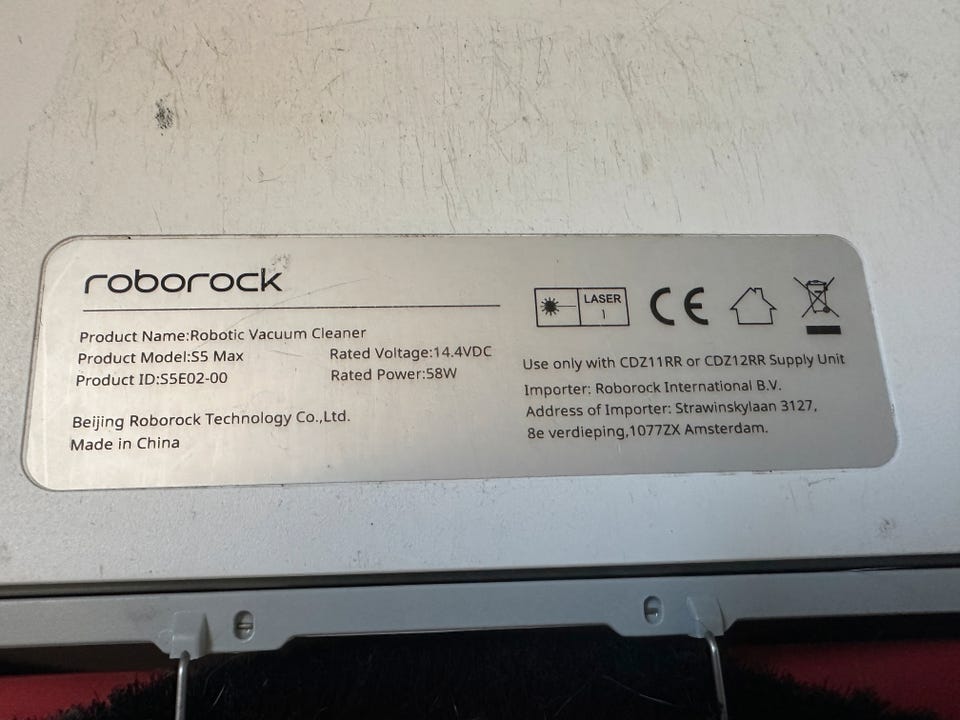 roborock
Product Name:Robotic Vacuum Cleaner
Product Model:S5 Max
Rated Voltage:14.4VDC
Product ID:S5E02-00
Rated Power:58W
Beijing Roborock Technology Co.,Ltd.
Made in China
LASER
1
CE
Use only with CDZ11RR or CDZ12RR Supply Unit
Importer: Roborock International B.V.
Address of Importer: Strawinskylaan 3127,
8e verdieping,1077ZX Amsterdam.